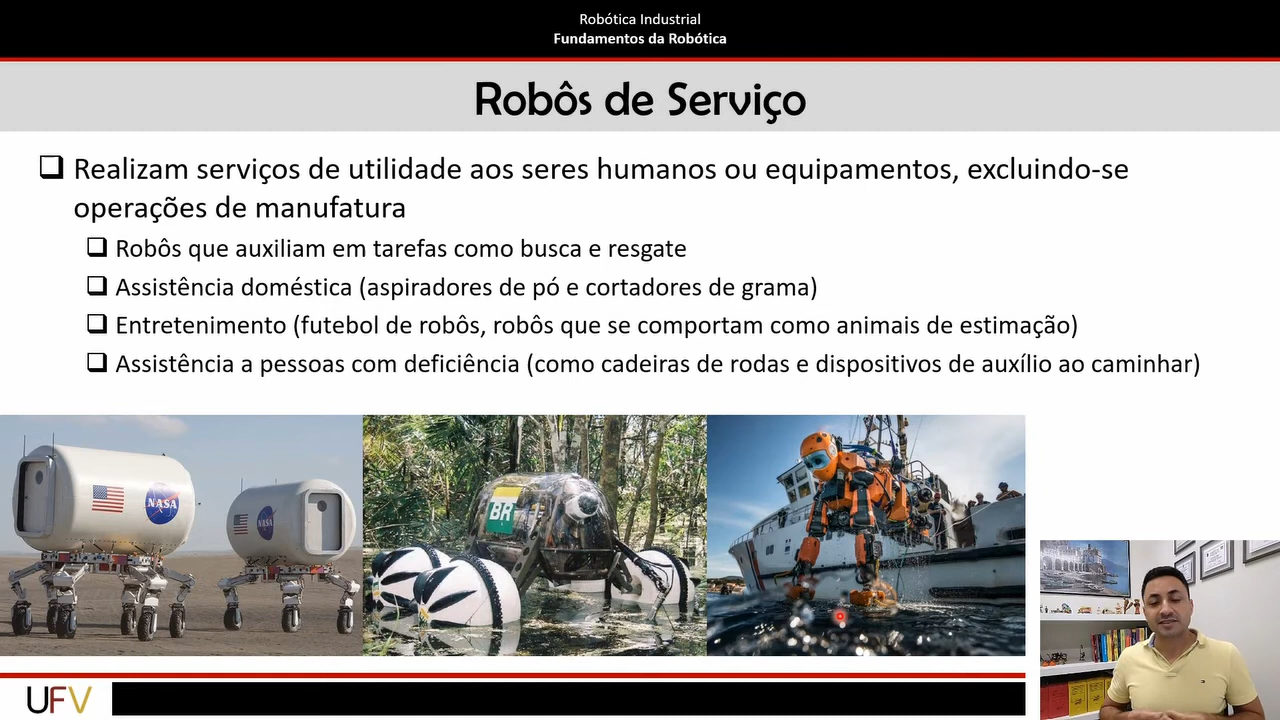 Robótica Industrial
Fundamentos da Robótica
Robôs de Serviço
Realizam serviços de utilidade aos seres humanos ou equipamentos, excluindo-se
operações de manufatura
Robôs que auxiliam em tarefas como busca e resgate
Assistência doméstica (aspiradores de pó e cortadores de grama)
Entretenimento (futebol de robôs, robôs que se comportam como animais de estimação)
Assistência a pessoas com deficiência (como cadeiras de rodas e dispositivos de auxílio ao caminhar)
NASA
NASA
BR
UFV